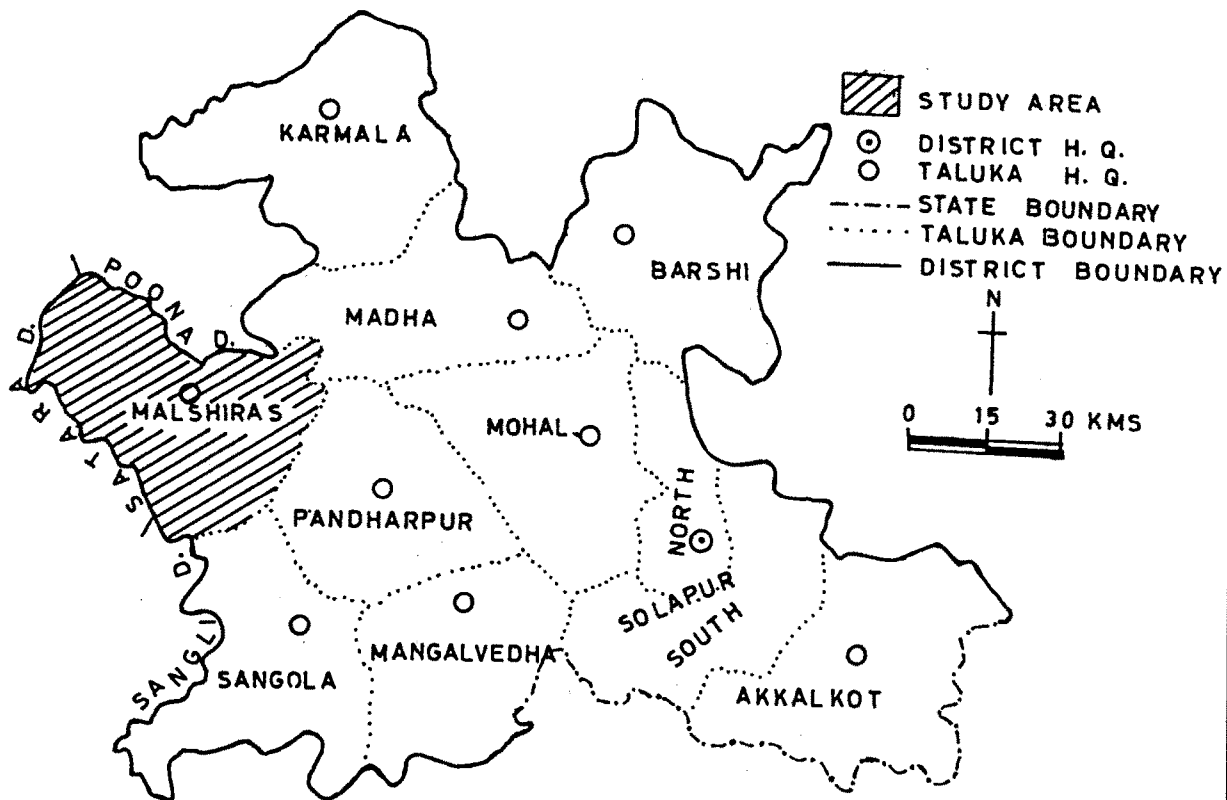 KARMALA
STUDY AREA
DISTRICT H. Q.
TALUKA H. Q.
STATE BOUNDARY
TALUKA BOUNDARY
DISTRICT BOUNDARY
N
0 15 30 KMS
BARSHI
MADHA
POONA D.
SATARA D.
MALSHIRAS
MOHAL
PANDHARPUR
NORTH
SOLAPUR
SOUTH
SANGLI D.
SANGOLA
MANGALVEDHA
AKKALKOT